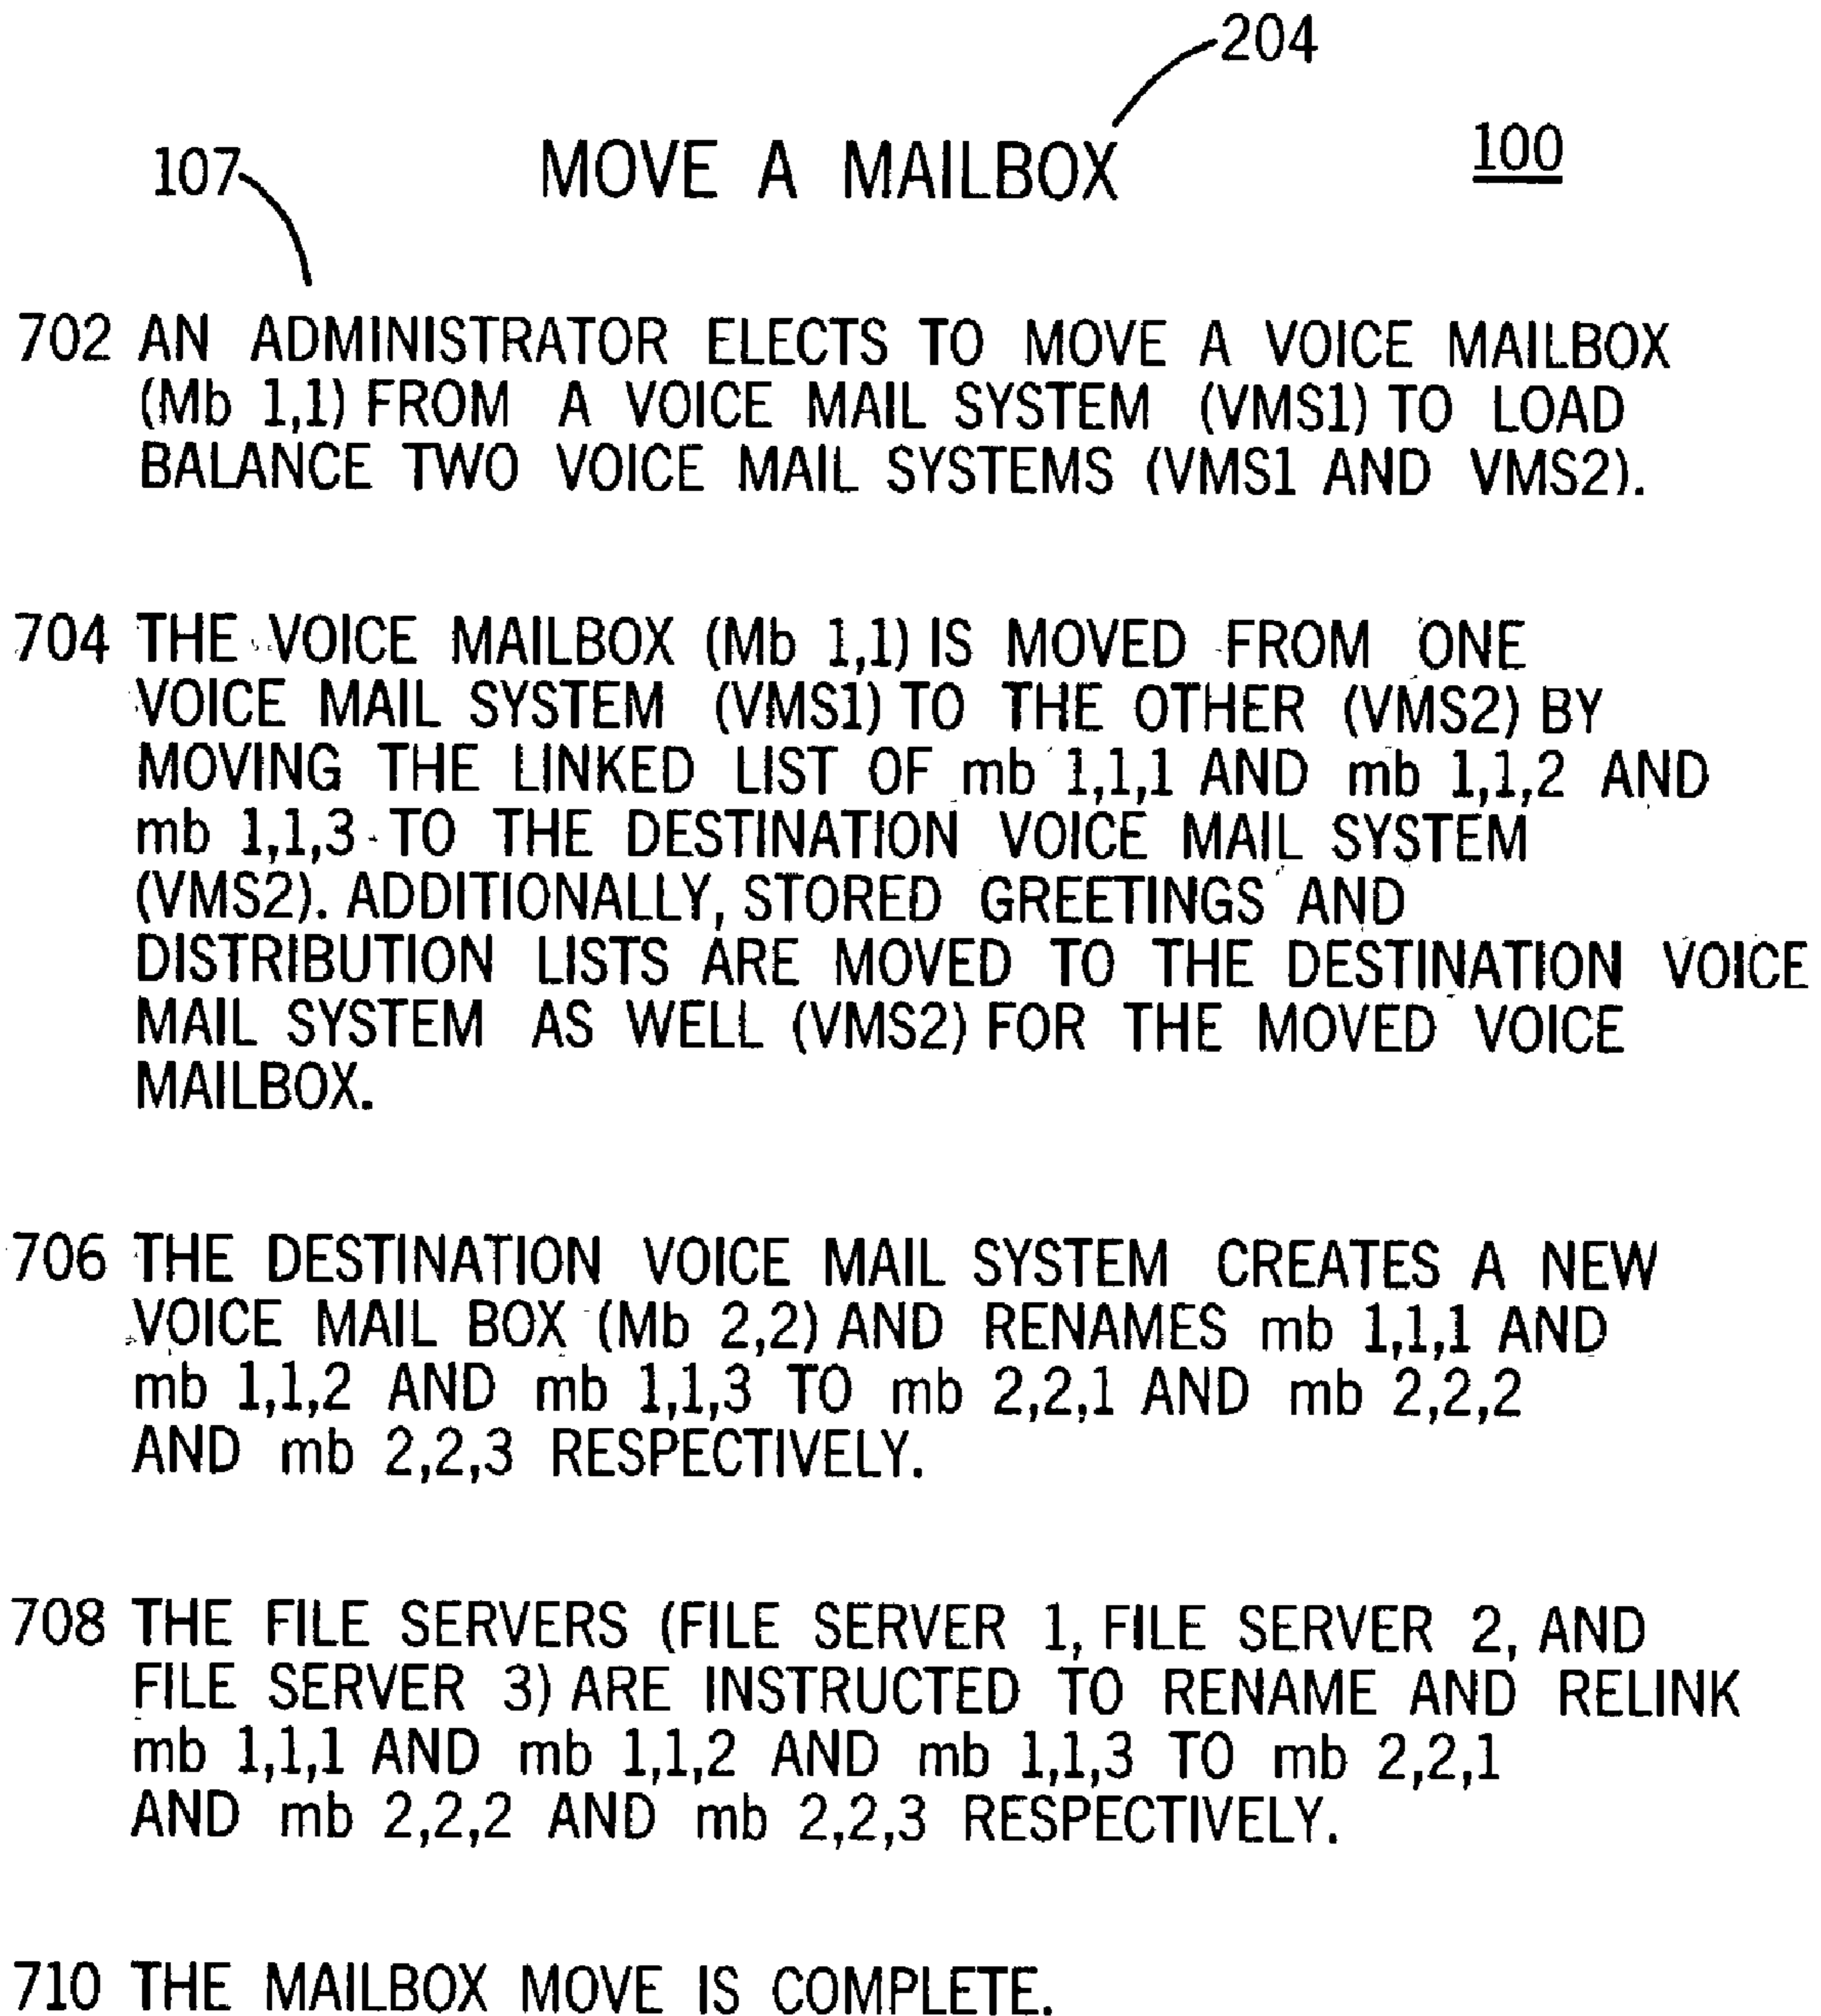 204
107 MOVE A MAILBOX 100
702 AN ADMINISTRATOR ELECTS TO MOVE A VOICE MAILBOX
(Mb 1,1) FROM A VOICE MAIL SYSTEM (VMS1) TO LOAD
BALANCE TWO VOICE MAIL SYSTEMS (VMS1 AND VMS2).
704 THE VOICE MAILBOX (Mb 1,1) IS MOVED FROM ONE
VOICE MAIL SYSTEM (VMS1) TO THE OTHER (VMS2) BY
MOVING THE LINKED LIST OF mb 1,1,1 AND mb 1,1,2 AND
mb 1,1,3 TO THE DESTINATION VOICE MAIL SYSTEM
(VMS2). ADDITIONALLY, STORED GREETINGS AND
DISTRIBUTION LISTS ARE MOVED TO THE DESTINATION VOICE
MAIL SYSTEM AS WELL (VMS2) FOR THE MOVED VOICE
MAILBOX.
706 THE DESTINATION VOICE MAIL SYSTEM CREATES A NEW
VOICE MAIL BOX (Mb 2,2) AND RENAMES mb 1,1,1 AND
mb 1,1,2 AND mb 1,1,3 TO mb 2,2,1 AND mb 2,2,2
AND mb 2,2,3 RESPECTIVELY.
708 THE FILE SERVERS (FILE SERVER 1, FILE SERVER 2, AND
FILE SERVER 3) ARE INSTRUCTED TO RENAME AND RELINK
mb 1,1,1 AND mb 1,1,2 AND mb 1,1,3 TO mb 2,2,1
AND mb 2,2,2 AND mb 2,2,3 RESPECTIVELY.
710 THE MAILBOX MOVE IS COMPLETE.